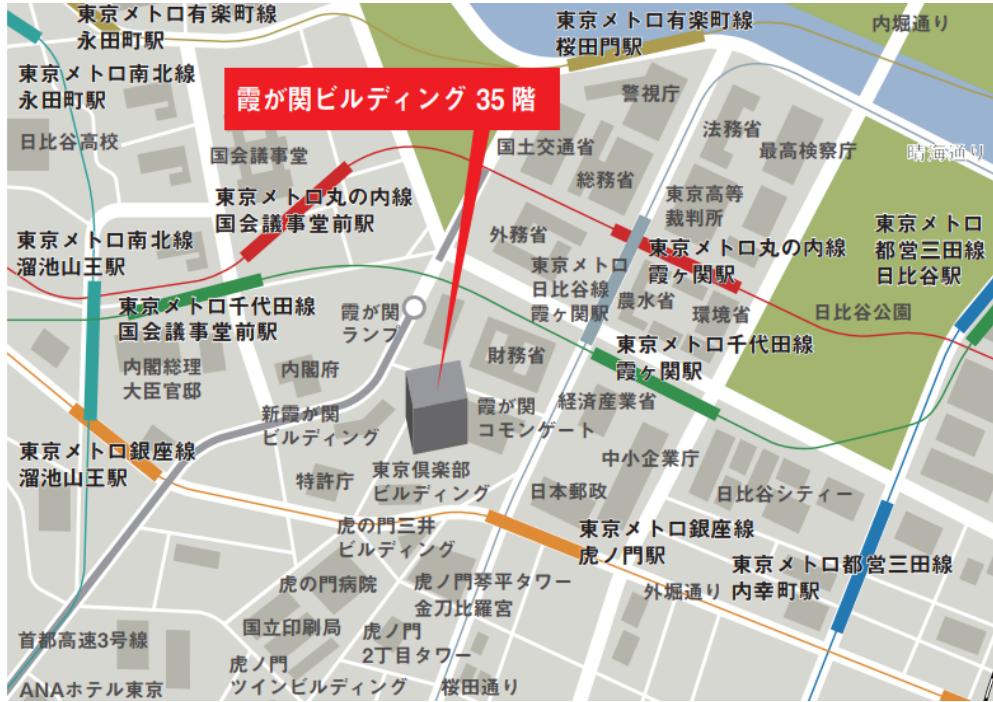 東京メトロ有楽町線
永田町駅
東京メトロ有楽町線
桜田門駅
内堀通り
東京メトロ南北線
永田町駅
霞が関ビルディング 35 階
警視庁
日比谷高校
国会議事堂
国土交通省
法務省
最高検察庁
晴海通り
総務省
東京メトロ丸の内線
国会議事堂前駅
東京高等
裁判所
東京メトロ南北線
溜池山王駅
外務省
東京メトロ丸の内線
霞ヶ関駅
東京メトロ
都営三田線
日比谷駅
東京メトロ
日比谷線
霞ヶ関駅
農水省
環境省
日比谷公園
東京メトロ千代田線
国会議事堂前駅
霞が関
ランプ
財務省
東京メトロ千代田線
霞ヶ関駅
内閣総理
大臣官邸
内閣府
新霞が関
ビルディング
霞が関
コモンゲート
経済産業省
東京メトロ銀座線
溜池山王駅
特許庁
東京倶楽部
ビルディング
中小企業庁
日本郵政
日比谷シティー
虎の門三井
ビルディング
東京メトロ銀座線
虎ノ門駅
東京メトロ都営三田線
内幸町駅
外堀通り
虎の門病院
虎ノ門琴平タワー
金刀比羅宮
国立印刷局
虎ノ門
2丁目タワー
首都高速3号線
虎ノ門
ツインビルディング
桜田通り
ANAホテル東京